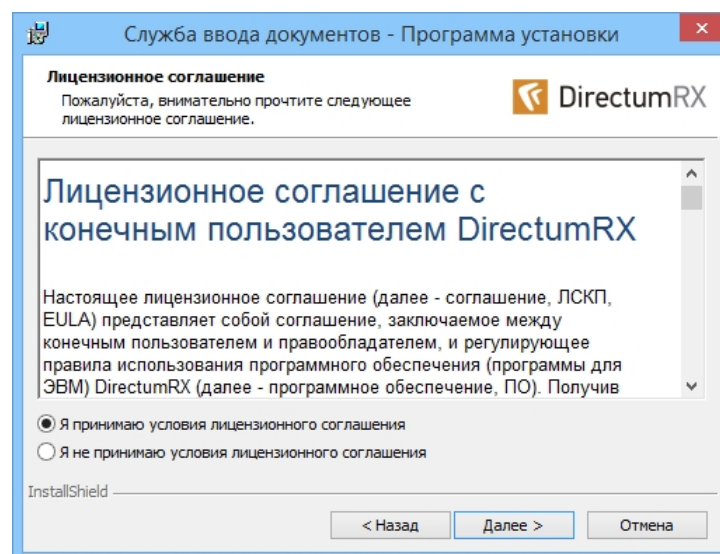 Служба ввода документов - Программа установки
Лицензионное соглашение
Пожалуйста, внимательно прочтите следующее
лицензионное соглашение.
DirectumRX
Лицензионное соглашение с
конечным пользователем DirectumRX
Настоящее лицензионное соглашение (далее - соглашение, ЛСКП,
EULA) представляет собой соглашение, заключаемое между
конечным пользователем и правообладателем, и регулирующее
правила использования программного обеспечения (программы для
ЭВМ) DirectumRX (далее - программное обеспечение, ПО). Получив
Я принимаю условия лицензионного соглашения
Я не принимаю условия лицензионного соглашения
InstallShield
< Назад
Далее >
Отмена